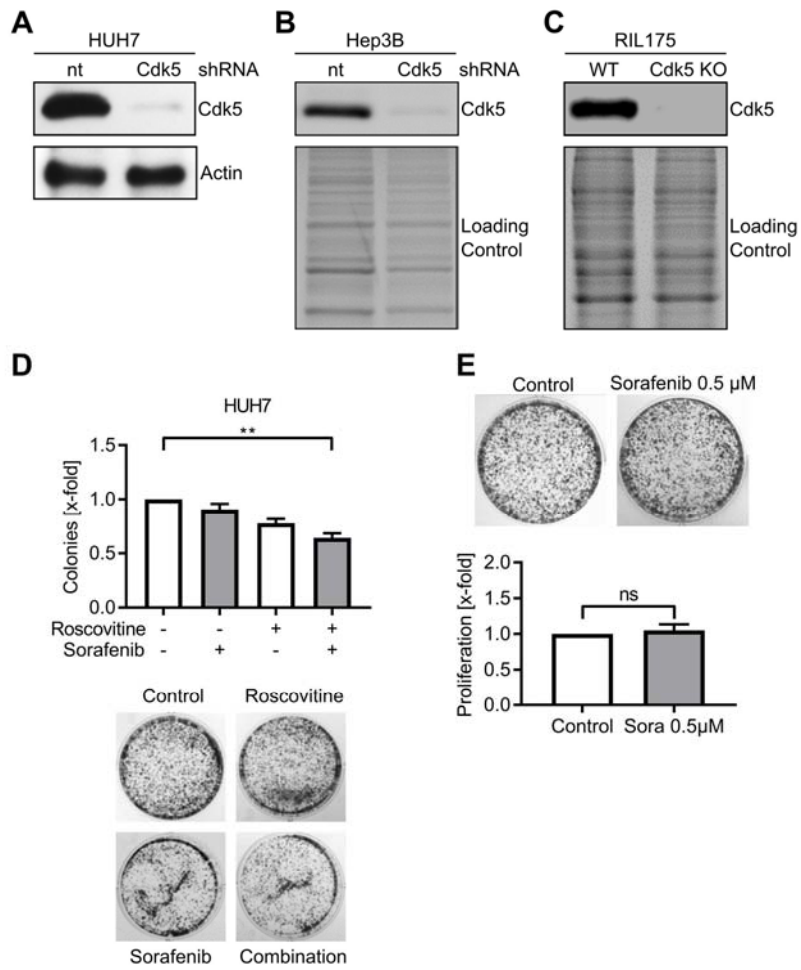 A
HUH7
nt Cdk5 shRNA
Cdk5
Actin
B
Hep3B
nt Cdk5 shRNA
Cdk5
Loading
Control
C
RIL175
WT Cdk5 KO
Cdk5
Loading
Control
D
HUH7
**
Colonies [x-fold]
1.5
1.0
0.5
0.0
Roscovitine - - + +
Sorafenib - + - +
Control Roscovitine
Sorafenib Combination
E
Control Sorafenib 0.5 µM
Proliferation [x-fold]
2.0
1.5
1.0
0.5
0.0
ns
Control Sora 0.5µM